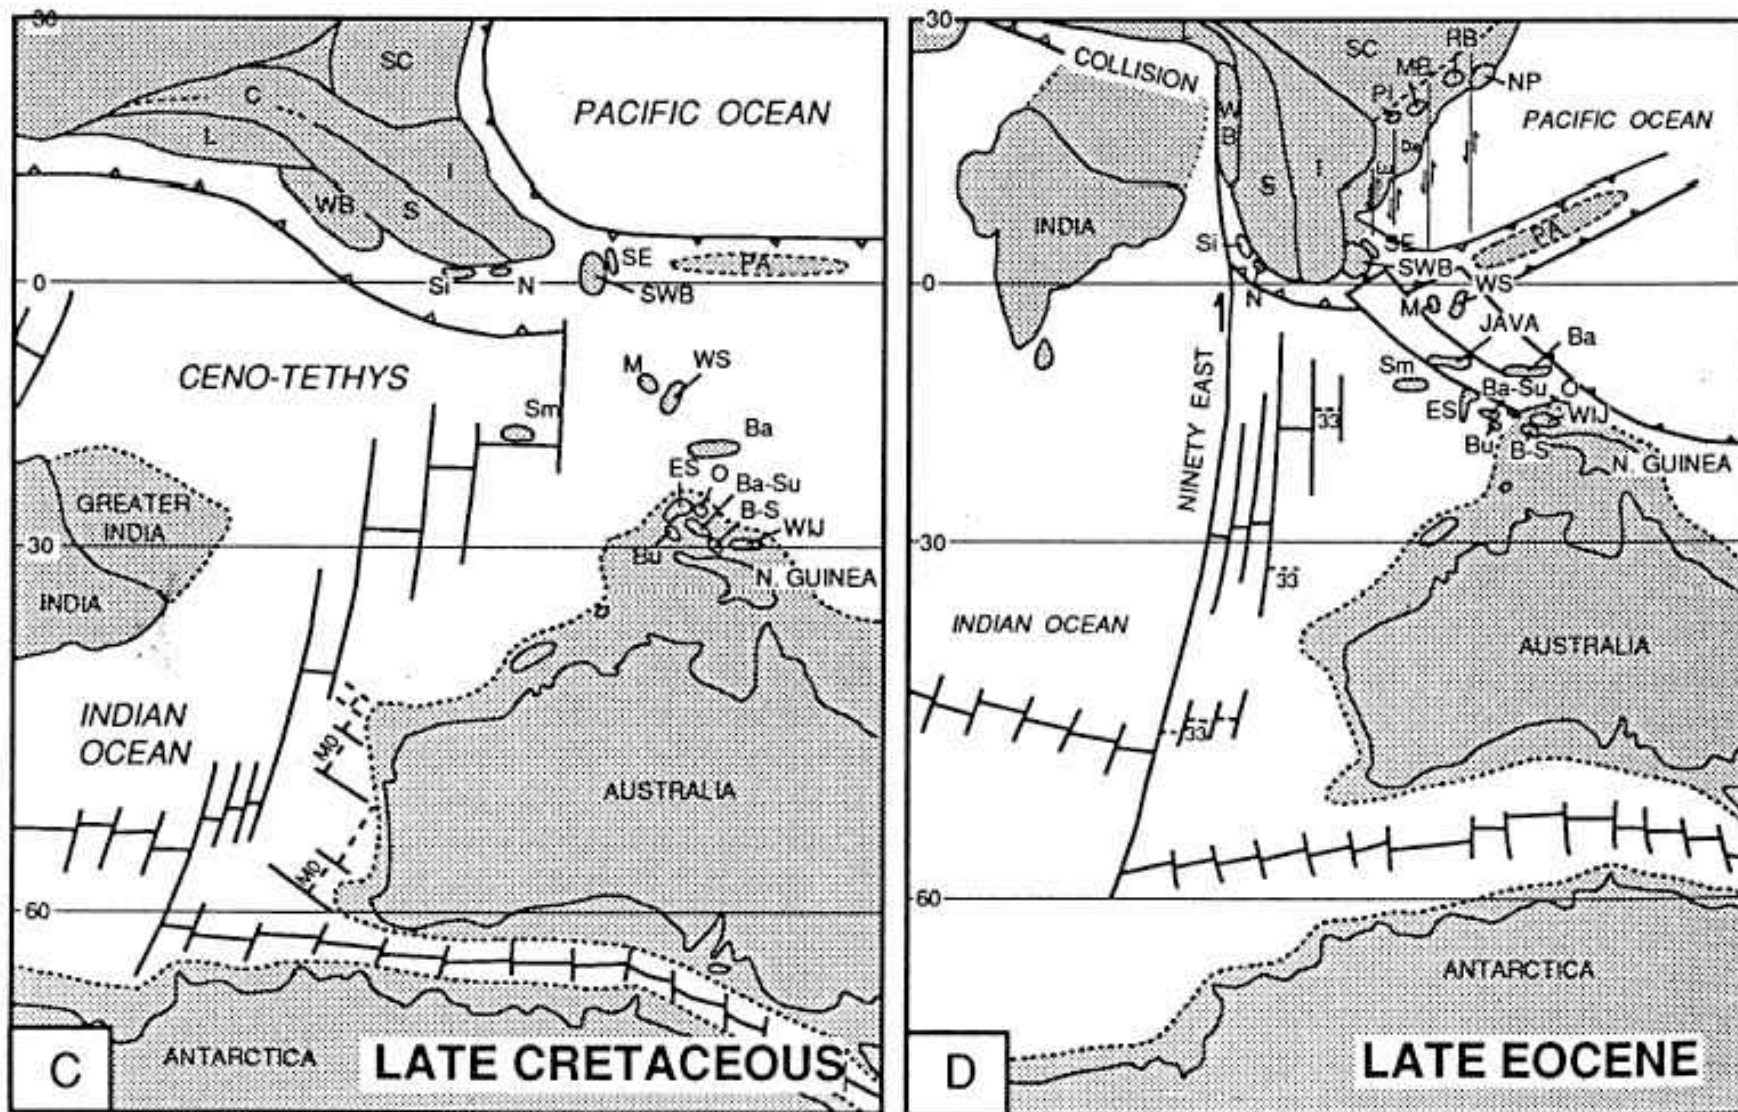 30
SC
C
PACIFIC OCEAN
L
I
WB
S
SE
PA
0
Si
N
SWB
CENO-TETHYS
M
WS
Sm
Ba
ES
O
Ba-Su
GREATER
INDIA
B-S
WIJ
30
Bu
N. GUINEA
INDIA
INDIAN
OCEAN
M0
AUSTRALIA
M0
60
ANTARCTICA
C
LATE CRETACEOUS
30
RB
SC
COLLISION
MB
NP
PI
W
B
PACIFIC OCEAN
S
I
INDIA
PA
Si
SE
SWB
0
N
WS
M
JAVA
Ba
Sm
Ba-Su
O
NINETY EAST
33
ES
WIJ
Bu
B-S
N. GUINEA
30
33
INDIAN OCEAN
AUSTRALIA
33
60
ANTARCTICA
D
LATE EOCENE